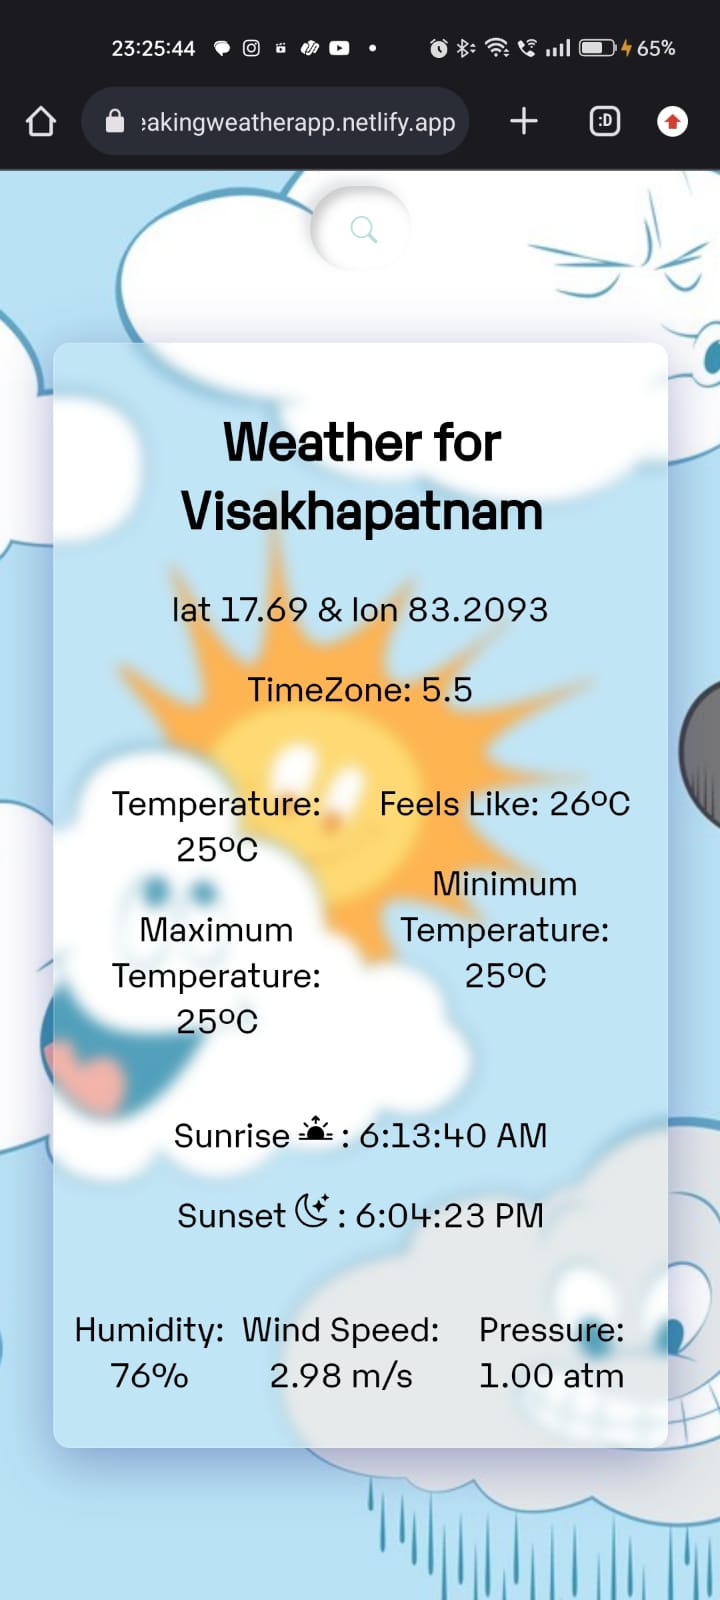 23:25:44
65%
eakingweatherapp.netlify.app
:D
Weather for
Visakhapatnam
lat 17.69 & lon 83.2093
TimeZone: 5.5
Temperature:
25°C
Feels Like: 26°C
Maximum
Temperature:
25°C
Minimum
Temperature:
25°C
Sunrise : 6:13:40 AM
Sunset : 6:04:23 PM
Humidity:
76%
Wind Speed:
2.98 m/s
Pressure:
1.00 atm